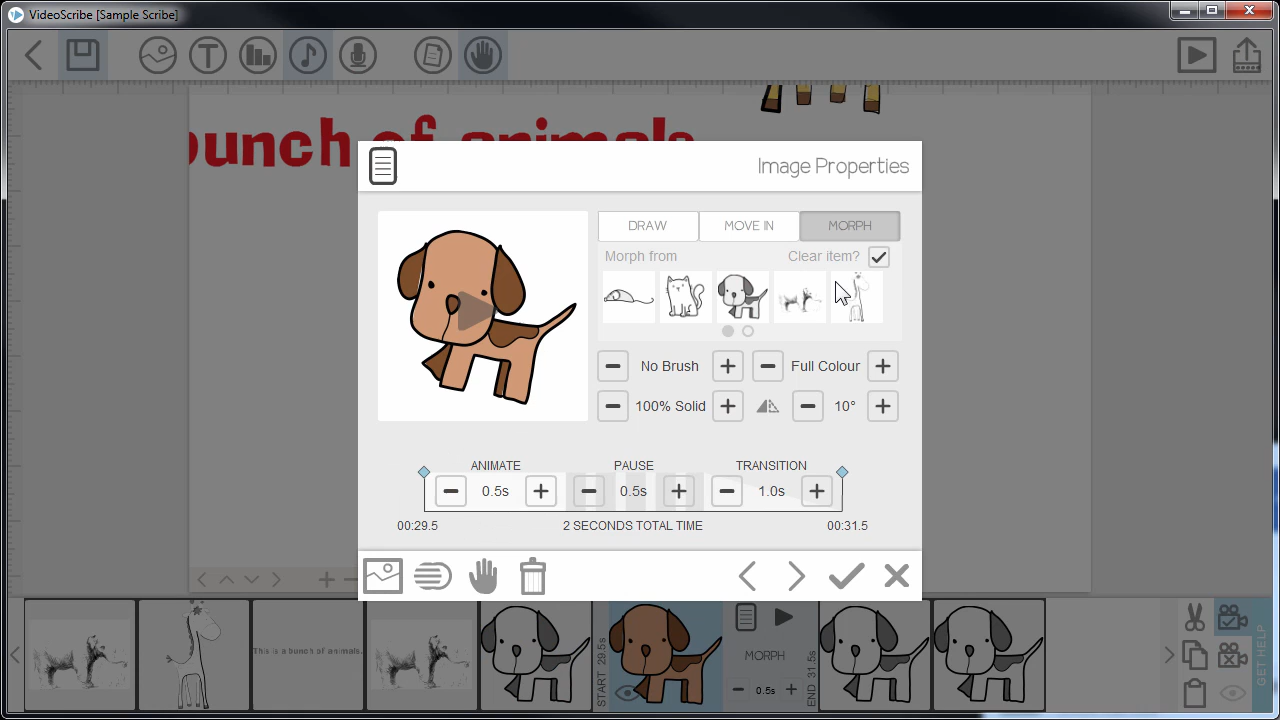 VideoScribe [Sample Scribe]
bunch of animals
Image Properties
DRAW
MOVE IN
MORPH
Morph from
Clear item?
No Brush
Full Colour
100% Solid
10°
ANIMATE
PAUSE
TRANSITION
0.5s
0.5s
1.0s
00:29.5
2 SECONDS TOTAL TIME
00:31.5
This is a bunch of animals.
START 29.5s
MORPH
0.5s
END 31.5s
GET HELP